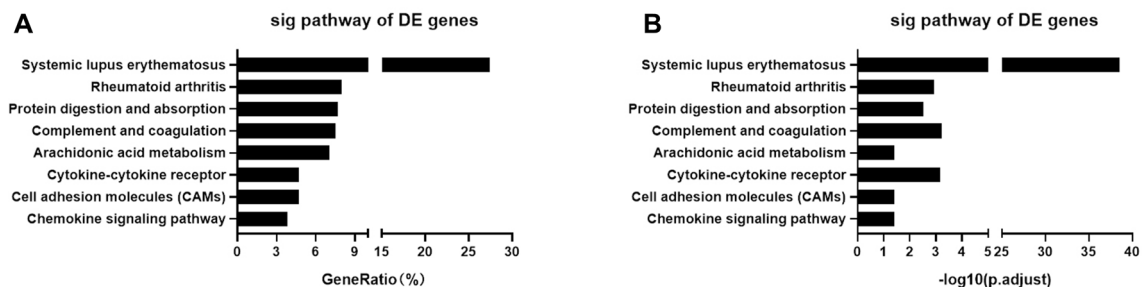 A
sig pathway of DE genes
Systemic lupus erythematosus
Rheumatoid arthritis
Protein digestion and absorption
Complement and coagulation
Arachidonic acid metabolism
Cytokine-cytokine receptor
Cell adhesion molecules (CAMs)
Chemokine signaling pathway
0 3 6 9 15 20 25 30
GeneRatio(%)
B
sig pathway of DE genes
Systemic lupus erythematosus
Rheumatoid arthritis
Protein digestion and absorption
Complement and coagulation
Arachidonic acid metabolism
Cytokine-cytokine receptor
Cell adhesion molecules (CAMs)
Chemokine signaling pathway
0 1 2 3 4 5 25 30 35 40
-log10(p.adjust)